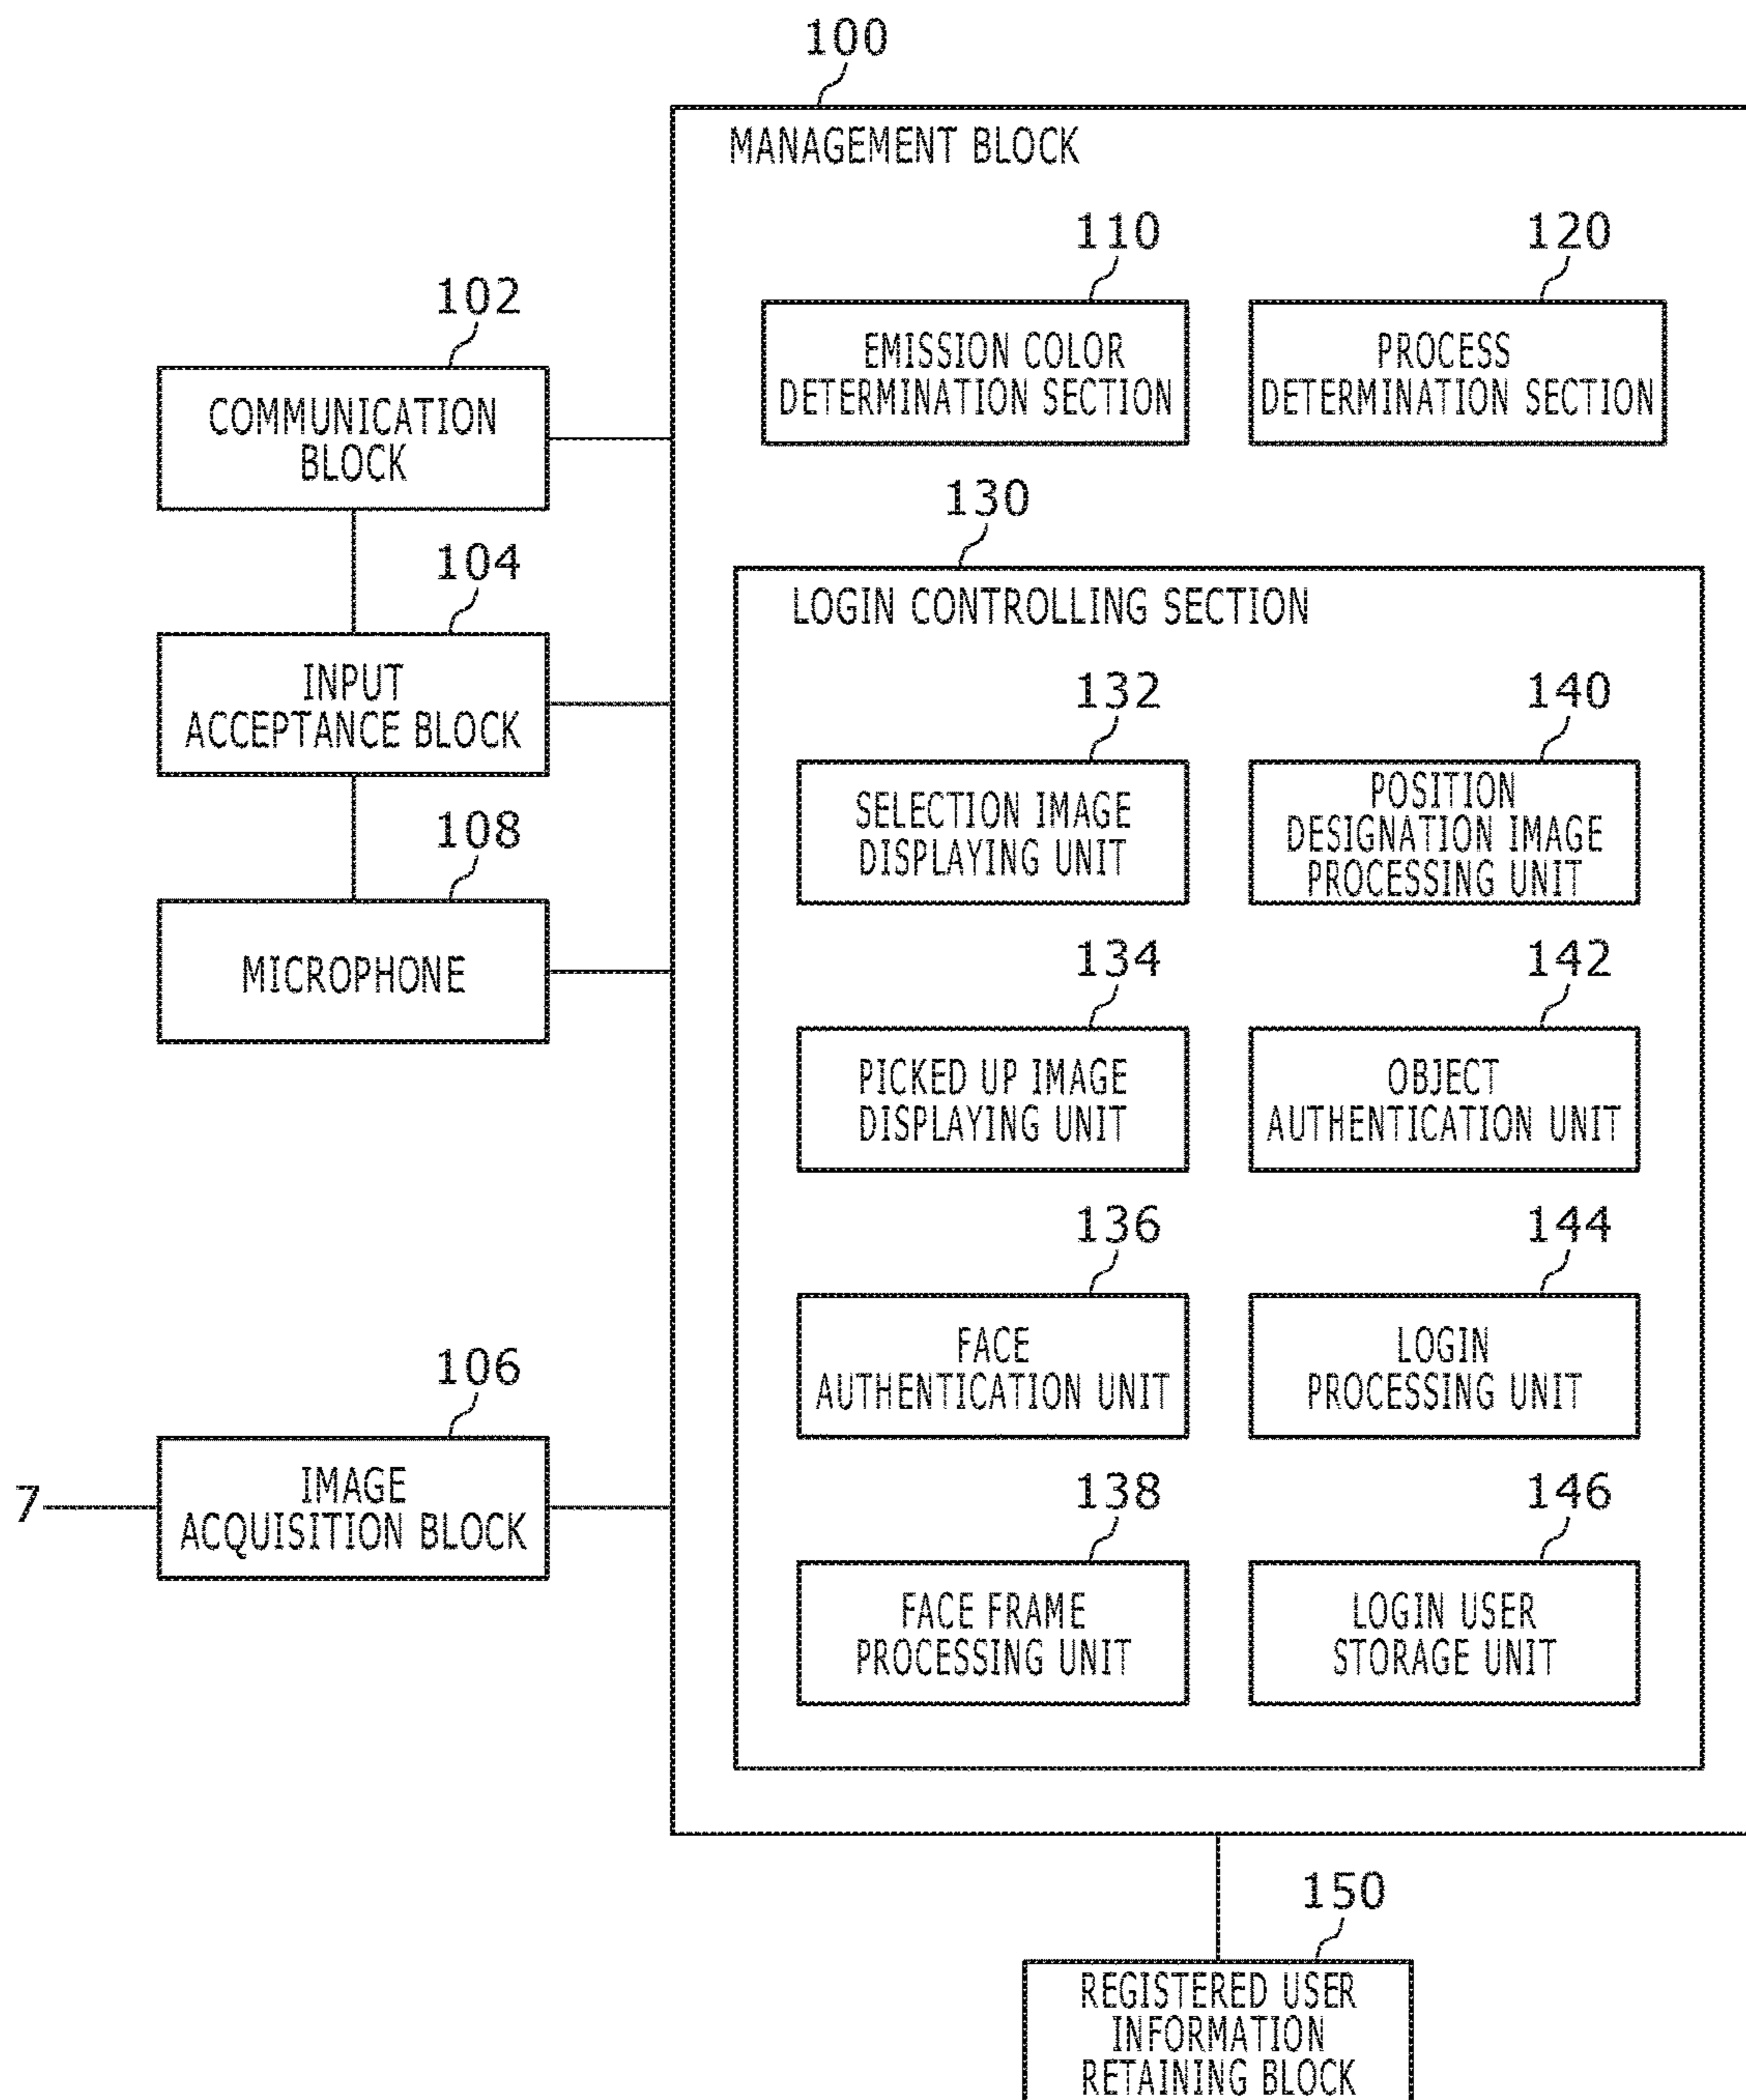 100
MANAGEMENT BLOCK
110
EMISSION COLOR
DETERMINATION SECTION
120
PROCESS
DETERMINATION SECTION
102
COMMUNICATION
BLOCK
104
INPUT
ACCEPTANCE BLOCK
108
MICROPHONE
106
IMAGE
ACQUISITION BLOCK
7
130
LOGIN CONTROLLING SECTION
132
SELECTION IMAGE
DISPLAYING UNIT
140
POSITION
DESIGNATION IMAGE
PROCESSING UNIT
134
PICKED UP IMAGE
DISPLAYING UNIT
142
OBJECT
AUTHENTICATION UNIT
136
FACE
AUTHENTICATION UNIT
144
LOGIN
PROCESSING UNIT
138
FACE FRAME
PROCESSING UNIT
146
LOGIN USER
STORAGE UNIT
150
REGISTERED USER
INFORMATION
RETAINING BLOCK